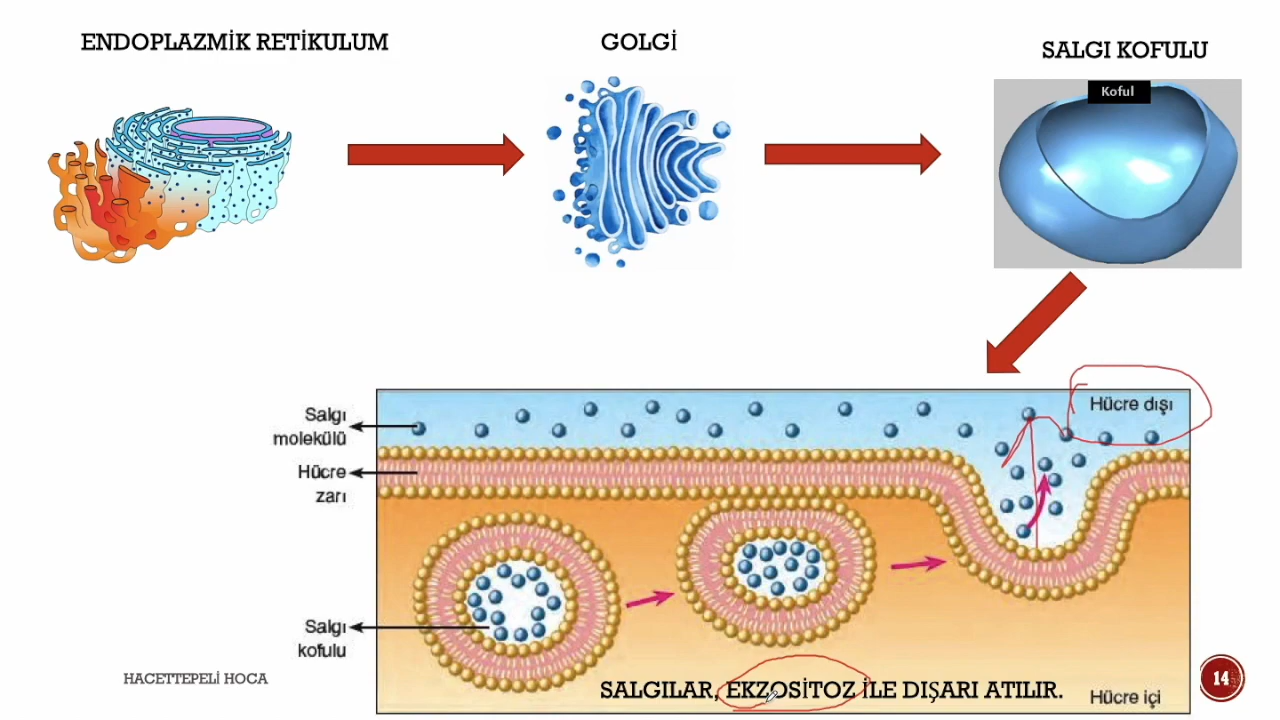 ENDOPLAZMİK RETİKULUM
GOLGİ
SALGI KOFULU
Koful
Hücre dışı
Salgı
molekülü
Hücre
zarı
Salgı
kofulu
HACETTEPELİ HOCA
SALGILAR, EKZOSİTOZ İLE DIŞARI ATILIR.
Hücre içi
14